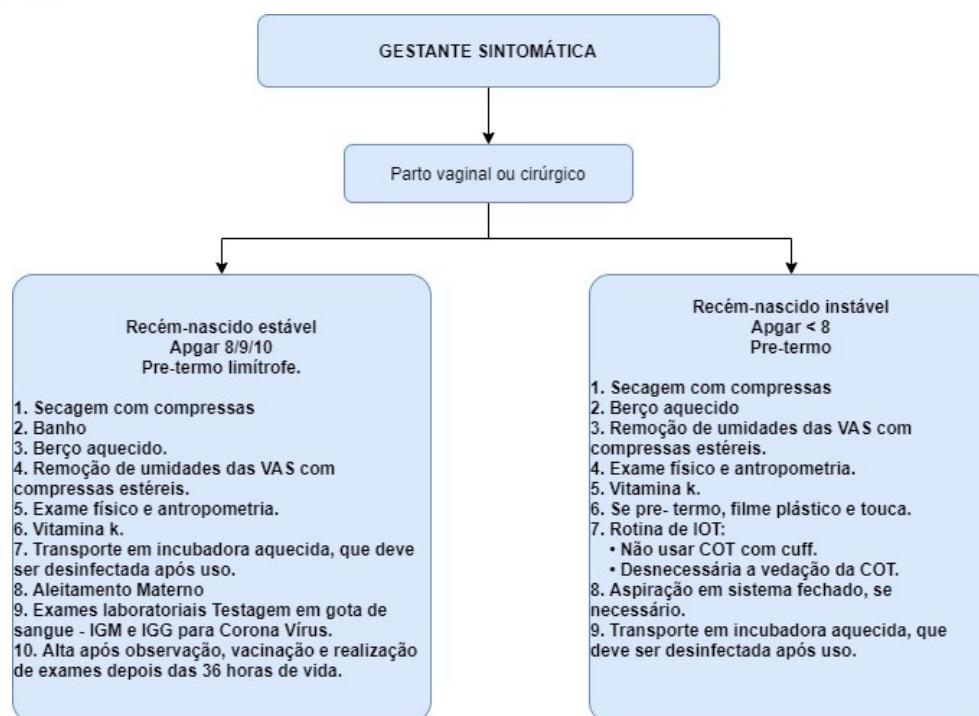 GESTANTE SINTOMÁTICA
Parto vaginal ou cirúrgico
Recém-nascido estável
Apgar 8/9/10
Pre-termo limítrofe.
1. Secagem com compressas
2. Banho
3. Berço aquecido.
4. Remoção de umidades das VAS com
compressas estéreis.
5. Exame físico e antropometria.
6. Vitamina k.
7. Transporte em incubadora aquecida, que deve
ser desinfectada após uso.
8. Aleitamento Materno
9. Exames laboratoriais Testagem em gota de
sangue - IGM e IGG para Corona Vírus.
10. Alta após observação, vacinação e realização
de exames depois das 36 horas de vida.
Recém-nascido instável
Apgar < 8
Pre-termo
1. Secagem com compressas
2. Berço aquecido
3. Remoção de umidades das VAS com
compressas estéreis.
4. Exame físico e antropometria.
5. Vitamina k.
6. Se pre- termo, filme plástico e touca.
7. Rotina de IOT:
• Não usar COT com cuff.
• Desnecessária a vedação da COT.
8. Aspiração em sistema fechado, se
necessário.
9. Transporte em incubadora aquecida, que
deve ser desinfectada após uso.